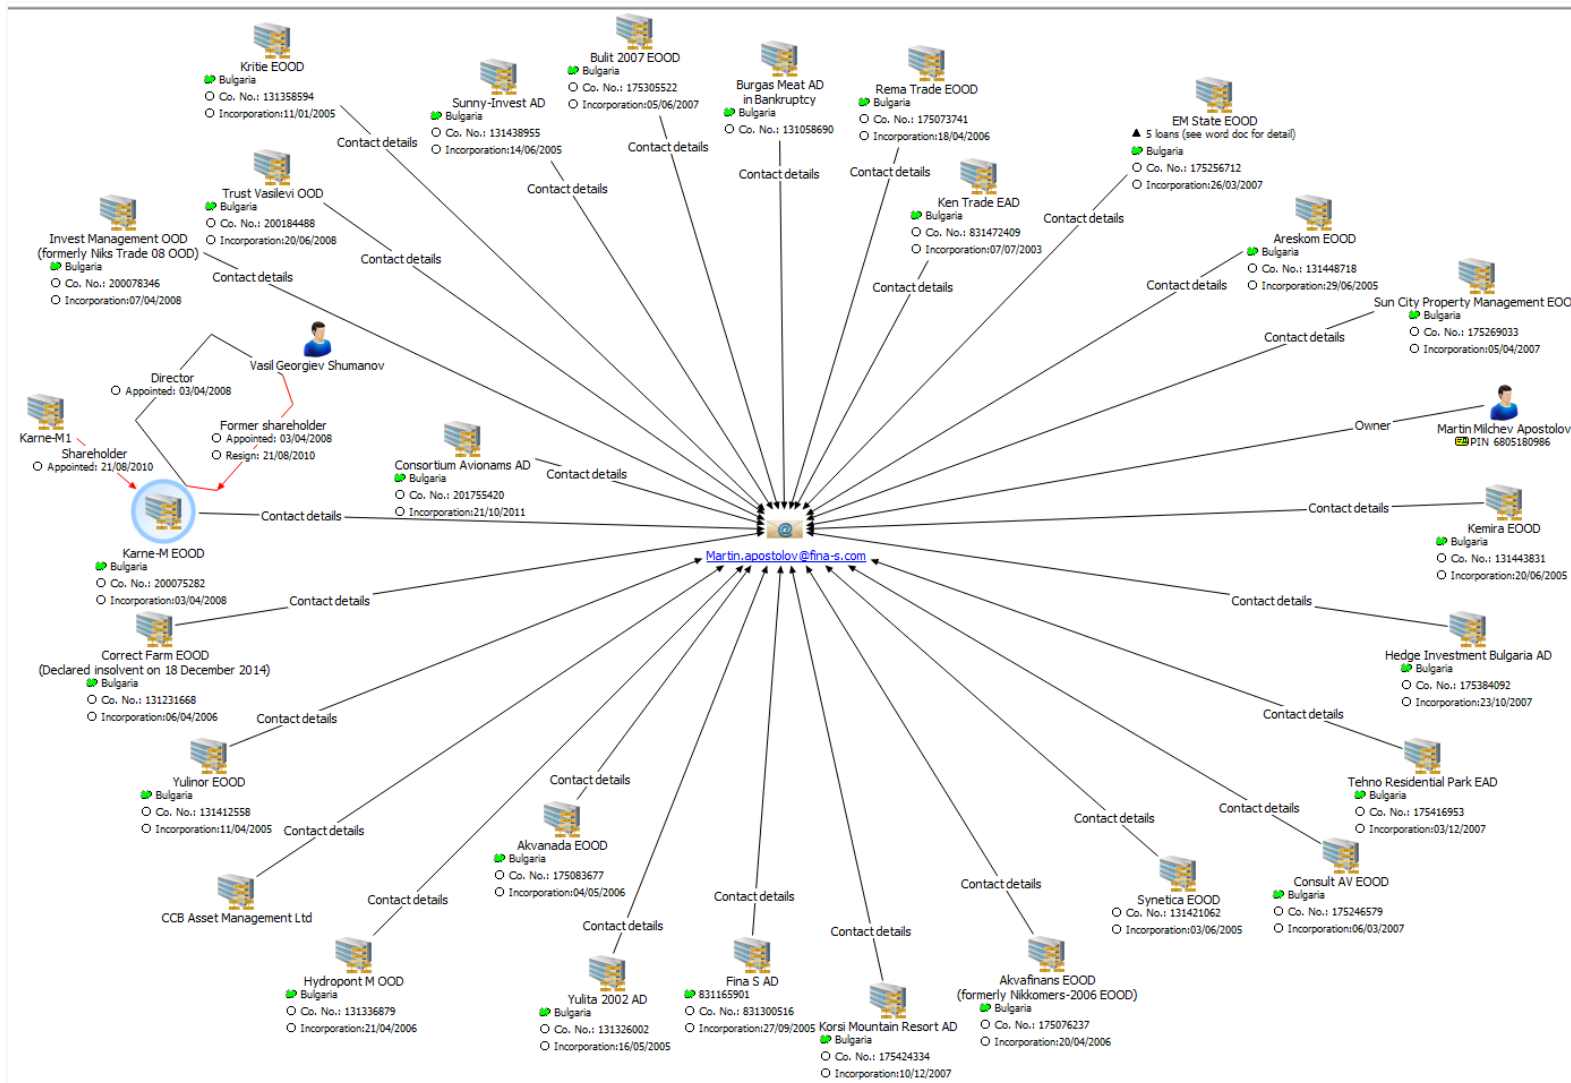 Kritie EOOD
Bulgaria
Co. No.: 131358594
Incorporation:11/01/2005
Contact details
Sunny-Invest AD
Bulgaria
Co. No.: 131438955
Incorporation:14/06/2005
Contact details
Bulit 2007 EOOD
Bulgaria
Co. No.: 175305522
Incorporation:05/06/2007
Contact details
Burgas Meat AD
in Bankruptcy
Bulgaria
Co. No.: 131058690
Contact details
Rema Trade EOOD
Bulgaria
Co. No.: 175073741
Incorporation:18/04/2006
Contact details
EM State EOOD
5 loans (see word doc for detail)
Bulgaria
Co. No.: 175256712
Incorporation:26/03/2007
Contact details
Trust Vasilevi OOD
Bulgaria
Co. No.: 200184488
Incorporation:20/06/2008
Contact details
Ken Trade EAD
Bulgaria
Co. No.: 831472409
Incorporation:07/07/2003
Contact details
Invest Management OOD
(formerly Niks Trade 08 OOD)
Bulgaria
Co. No.: 200078346
Incorporation:07/04/2008
Contact details
Areskom EOOD
Bulgaria
Co. No.: 131448718
Incorporation:29/06/2005
Contact details
Sun City Property Management EOO
Bulgaria
Co. No.: 175269033
Incorporation:05/04/2007
Contact details
Vasil Georgiev Shumanov
Director
Appointed: 03/04/2008
Former shareholder
Appointed: 03/04/2008
Resign: 21/08/2010
Karne-M1
Shareholder
Appointed: 21/08/2010
Martin Milchev Apostolov
PIN 6805180986
Owner
Consortium Avionams AD
Bulgaria
Co. No.: 201755420
Incorporation:21/10/2011
Contact details
Karne-M EOOD
Bulgaria
Co. No.: 200075282
Incorporation:03/04/2008
Contact details
@
Martin.apostolov@fina-s.com
Kemira EOOD
Bulgaria
Co. No.: 131443831
Incorporation:20/06/2005
Contact details
Correct Farm EOOD
(Declared insolvent on 18 December 2014)
Bulgaria
Co. No.: 131231668
Incorporation:06/04/2006
Contact details
Hedge Investment Bulgaria AD
Bulgaria
Co. No.: 175384092
Incorporation:23/10/2007
Contact details
Yulinor EOOD
Bulgaria
Co. No.: 131412558
Incorporation:11/04/2005
Contact details
Tehno Residential Park EAD
Bulgaria
Co. No.: 175416953
Incorporation:03/12/2007
Contact details
CCB Asset Management Ltd
Contact details
Akvanada EOOD
Bulgaria
Co. No.: 175083677
Incorporation:04/05/2006
Contact details
Synetica EOOD
Co. No.: 131421062
Incorporation:03/06/2005
Contact details
Consult AV EOOD
Bulgaria
Co. No.: 175246579
Incorporation:06/03/2007
Contact details
Hydropont M OOD
Bulgaria
Co. No.: 131336879
Incorporation:21/04/2006
Contact details
Yulita 2002 AD
Bulgaria
Co. No.: 131326002
Incorporation:16/05/2005
Contact details
Fina S AD
831165901
Co. No.: 831300516
Incorporation:27/09/2005
Contact details
Korsi Mountain Resort AD
Bulgaria
Co. No.: 175424334
Incorporation:10/12/2007
Contact details
Akvafinans EOOD
(formerly Nikkomers-2006 EOOD)
Bulgaria
Co. No.: 175076237
Incorporation:20/04/2006
Contact details